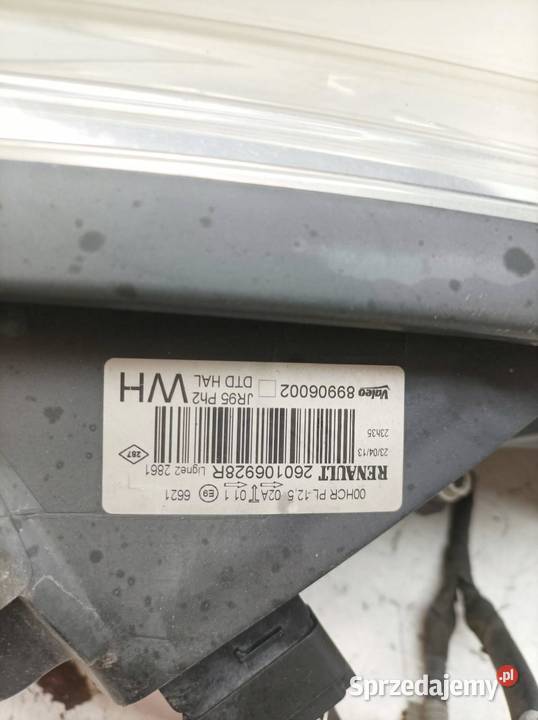 Valeo 89906002
JR95 Ph2
DTD HAL
WH
23h35
23/04/13
RENAULT 260106928R
Ligne2 2861
287
00HCR PL-12.5 02A 01 1 E9 6621
Sprzedajemy.pl